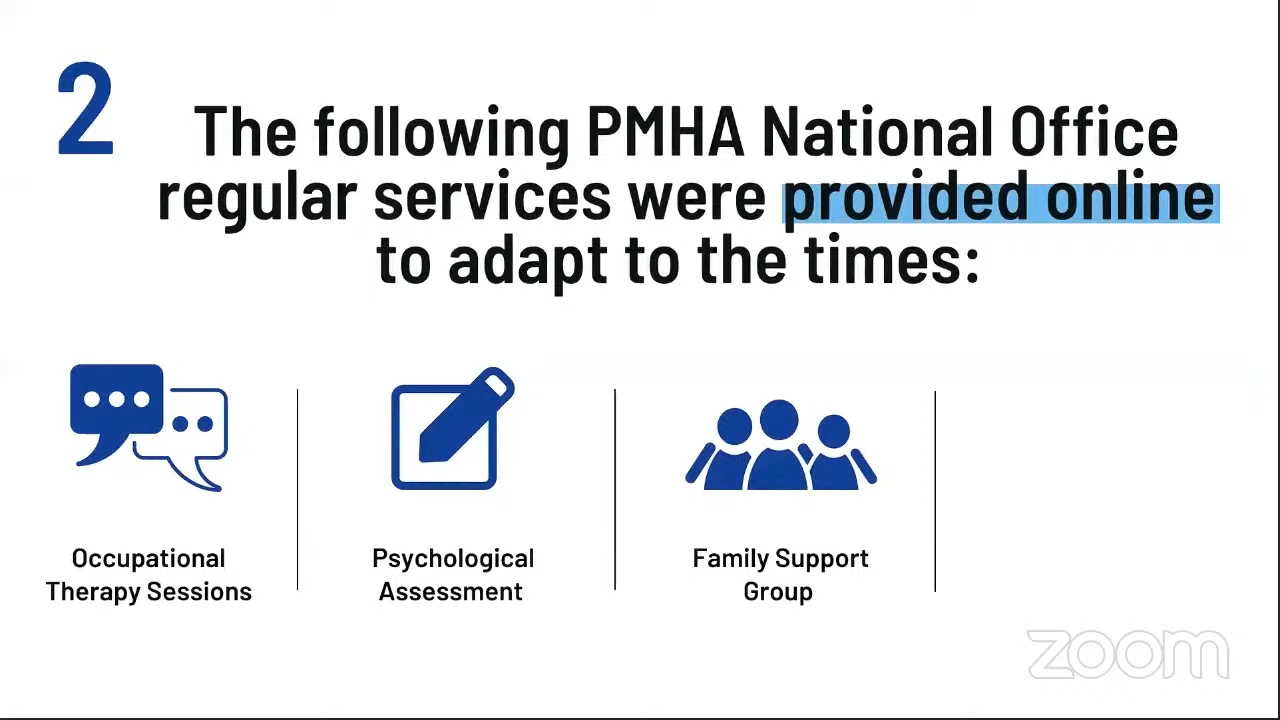 2
The following PMHA National Office
regular services were provided online
to adapt to the times:
Occupational
Therapy Sessions
Psychological
Assessment
Family Support
Group
zoom